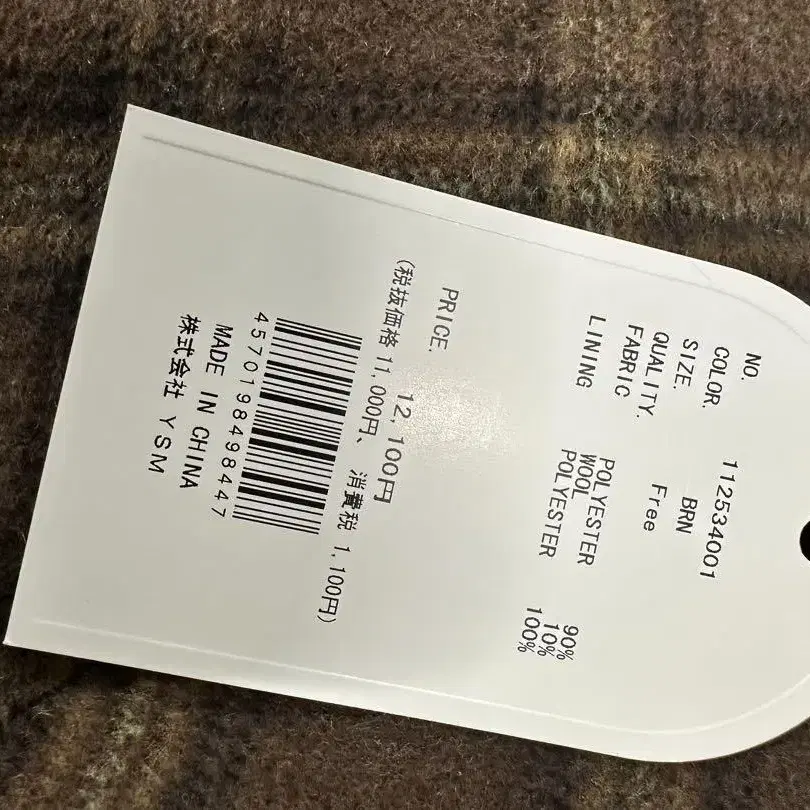 NO. 112534001
COLOR. BRN
SIZE. Free
QUALITY.
FABRIC POLYESTER 90%
WOOL 10%
LINING POLYESTER 100%
PRICE. 12,100円
(税抜価格 11,000円、 消費税 1,100円)
4570198498447
MADE IN CHINA
株式会社 YSM